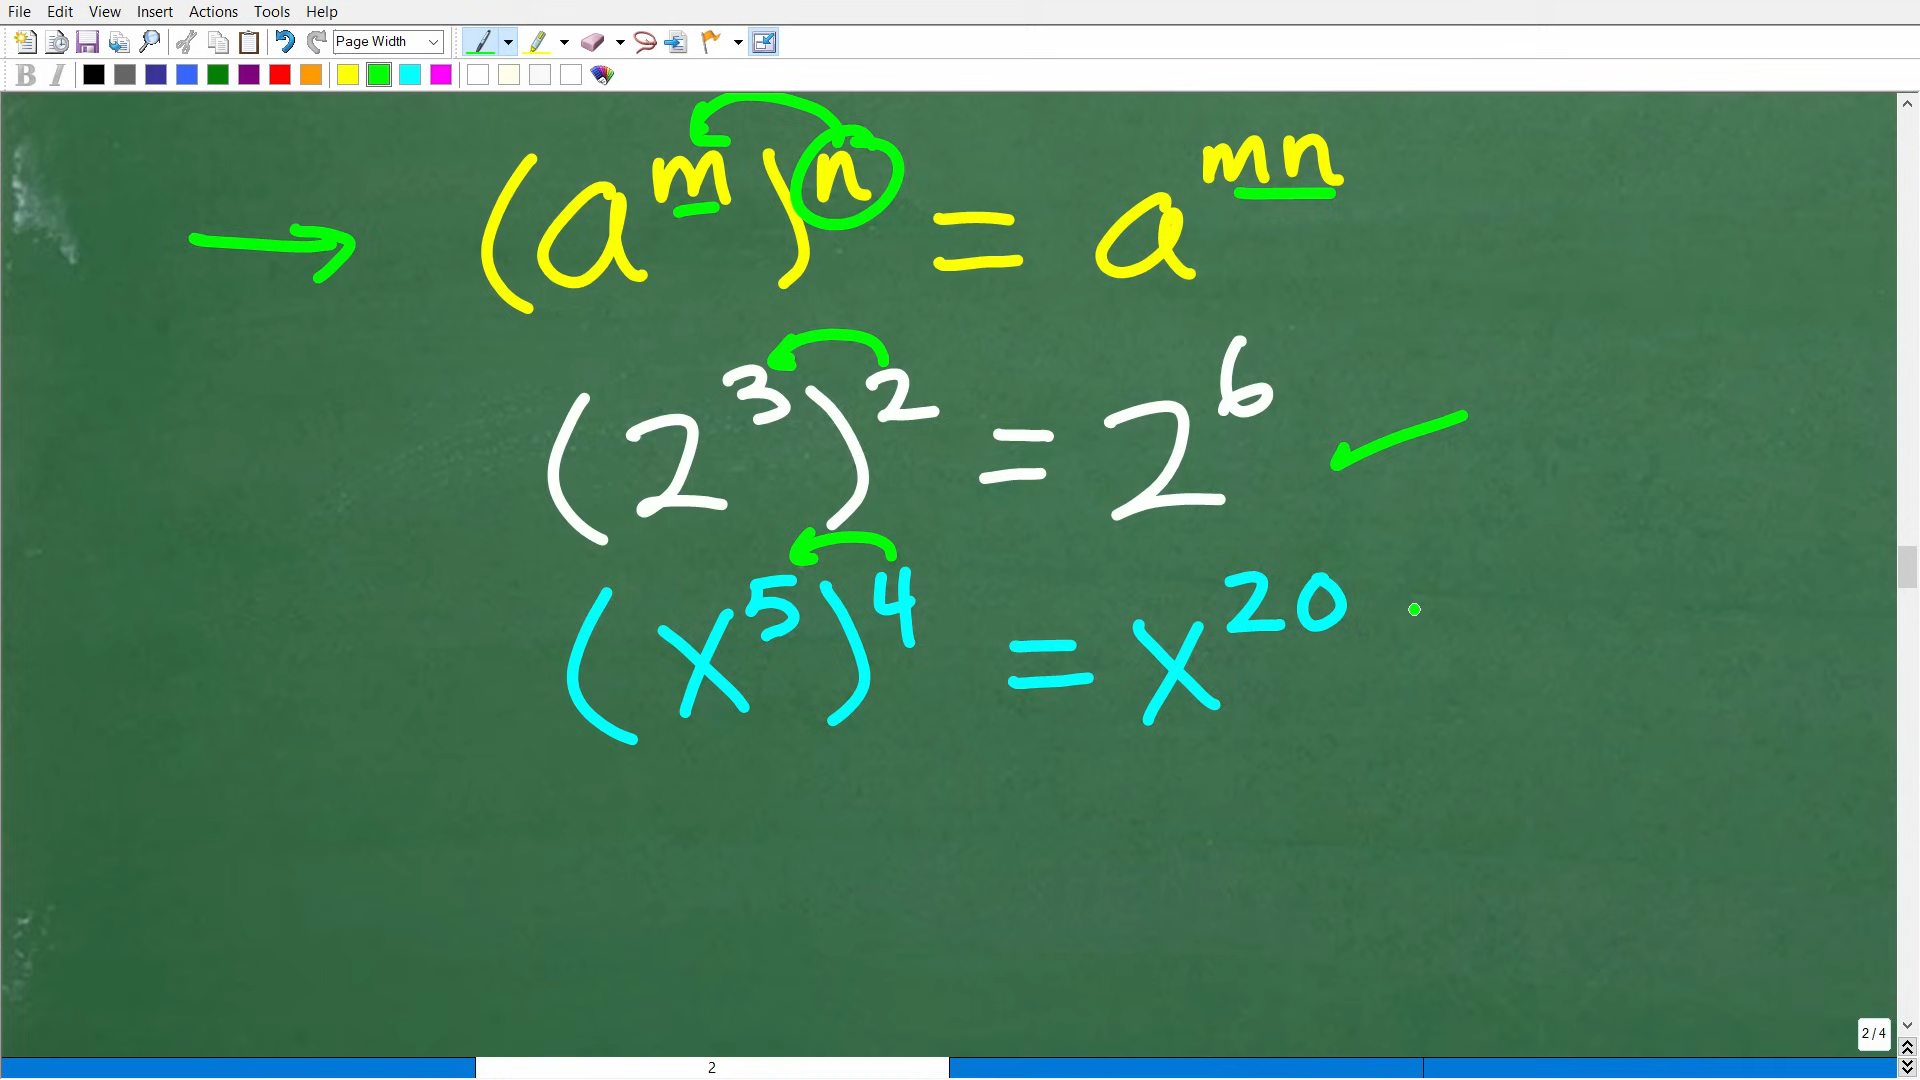 File Edit View Insert Actions Tools Help
Page Width
B I
(a^m)^n = a^mn
(2^3)^2 = 2^6
(x^5)^4 = x^20
2 / 4
2